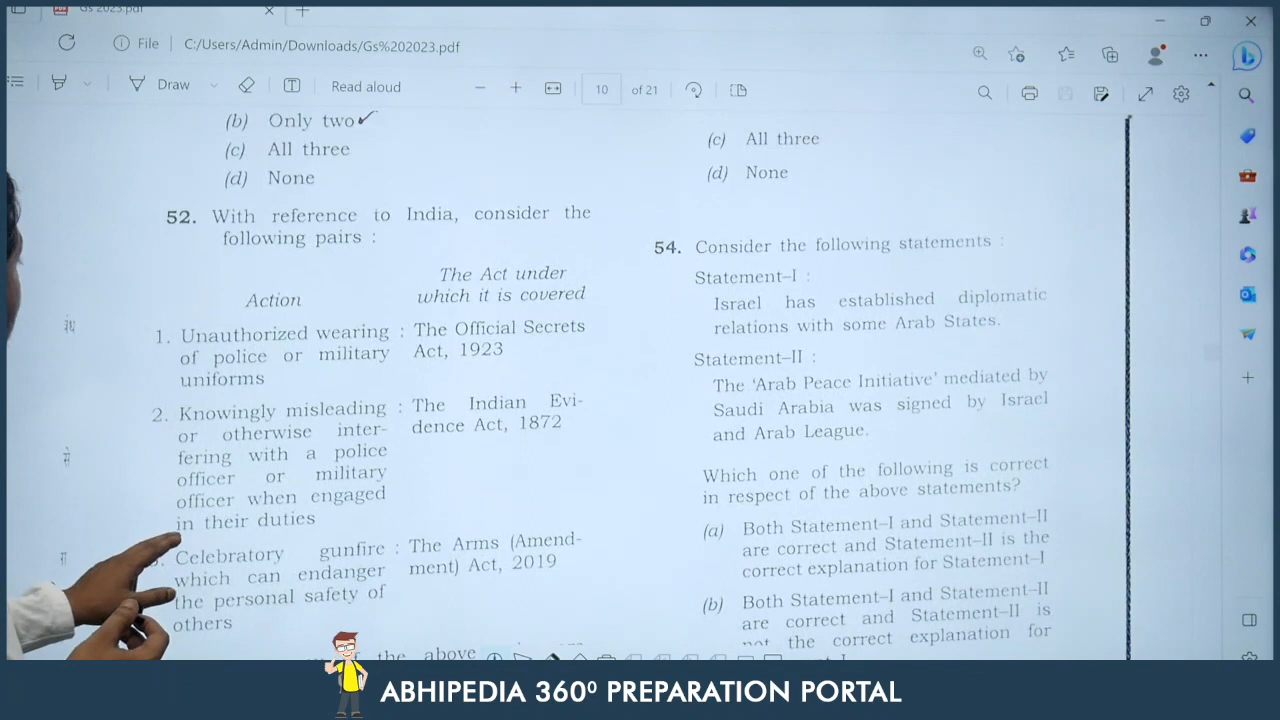 Gs 2023.pdf
File
C:/Users/Admin/Downloads/Gs%202023.pdf
Draw
Read aloud
10
of 21
(b) Only two
(c) All three
(d) None
52. With reference to India, consider the
following pairs :
Action
The Act under
which it is covered
1. Unauthorized wearing : The Official Secrets
of police or military Act, 1923
uniforms
2. Knowingly misleading : The Indian Evi-
or otherwise inter- dence Act, 1872
fering with a police
officer or military
officer when engaged
in their duties
Celebratory gunfire : The Arms (Amend-
which can endanger ment) Act, 2019
the personal safety of
others
the above
(c) All three
(d) None
54. Consider the following statements :
Statement–I :
Israel has established diplomatic
relations with some Arab States.
Statement–II :
The ‘Arab Peace Initiative’ mediated by
Saudi Arabia was signed by Israel
and Arab League.
Which one of the following is correct
in respect of the above statements?
(a) Both Statement–I and Statement–II
are correct and Statement–II is the
correct explanation for Statement–I
(b) Both Statement–I and Statement–II
are correct and Statement–II is
not the correct explanation for
ABHIPEDIA 360⁰ PREPARATION PORTAL